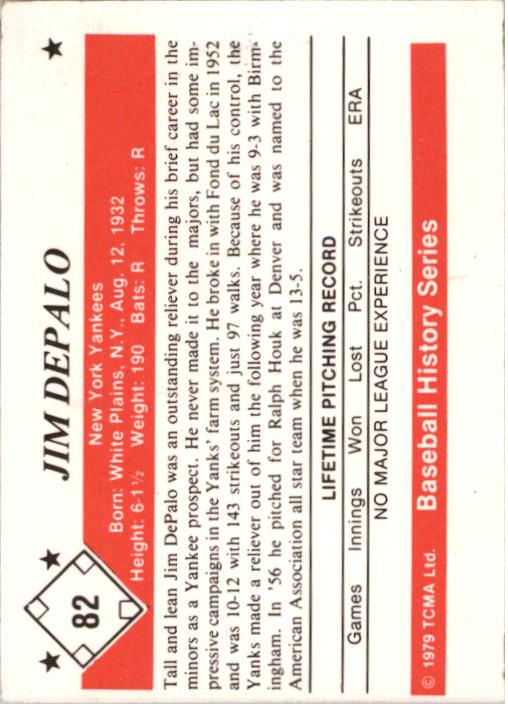 82
JIM DEPALO
New York Yankees
Born: White Plains, N.Y., Aug. 12, 1932
Height: 6-1½ Weight: 190 Bats: R Throws: R
Tall and lean Jim DePalo was an outstanding reliever during his brief career in the
minors as a Yankee prospect. He never made it to the majors, but had some im-
pressive campaigns in the Yanks' farm system. He broke in with Fond du Lac in 1952
and was 10-12 with 143 strikeouts and just 97 walks. Because of his control, the
Yanks made a reliever out of him the following year where he was 9-3 with Birm-
ingham. In '56 he pitched for Ralph Houk at Denver and was named to the
American Association all star team when he was 13-5.
LIFETIME PITCHING RECORD
Games Innings Won Lost Pct. Strikeouts ERA
NO MAJOR LEAGUE EXPERIENCE
© 1979 TCMA Ltd. Baseball History Series